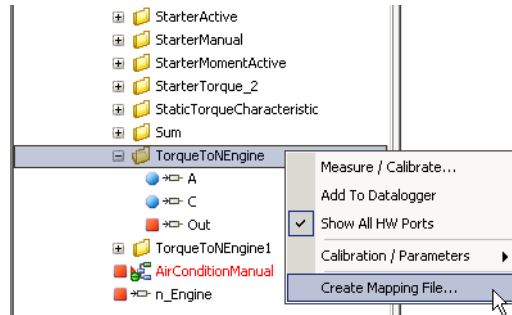 StarterActive
StarterManual
StarterMomentActive
StarterTorque_2
StaticTorqueCharacteristic
Sum
TorqueToNEngine
A
C
Out
TorqueToNEngine1
AirConditionManual
n_Engine
Measure / Calibrate...
Add To Datalogger
Show All HW Ports
Calibration / Parameters
Create Mapping File...